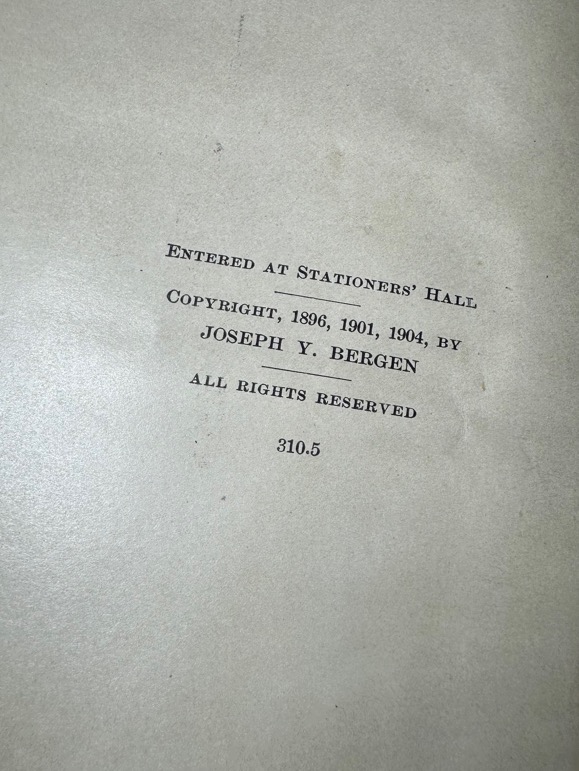 ENTERED AT STATIONERS' HALL
COPYRIGHT, 1896, 1901, 1904, BY
JOSEPH Y. BERGEN
ALL RIGHTS RESERVED
310.5